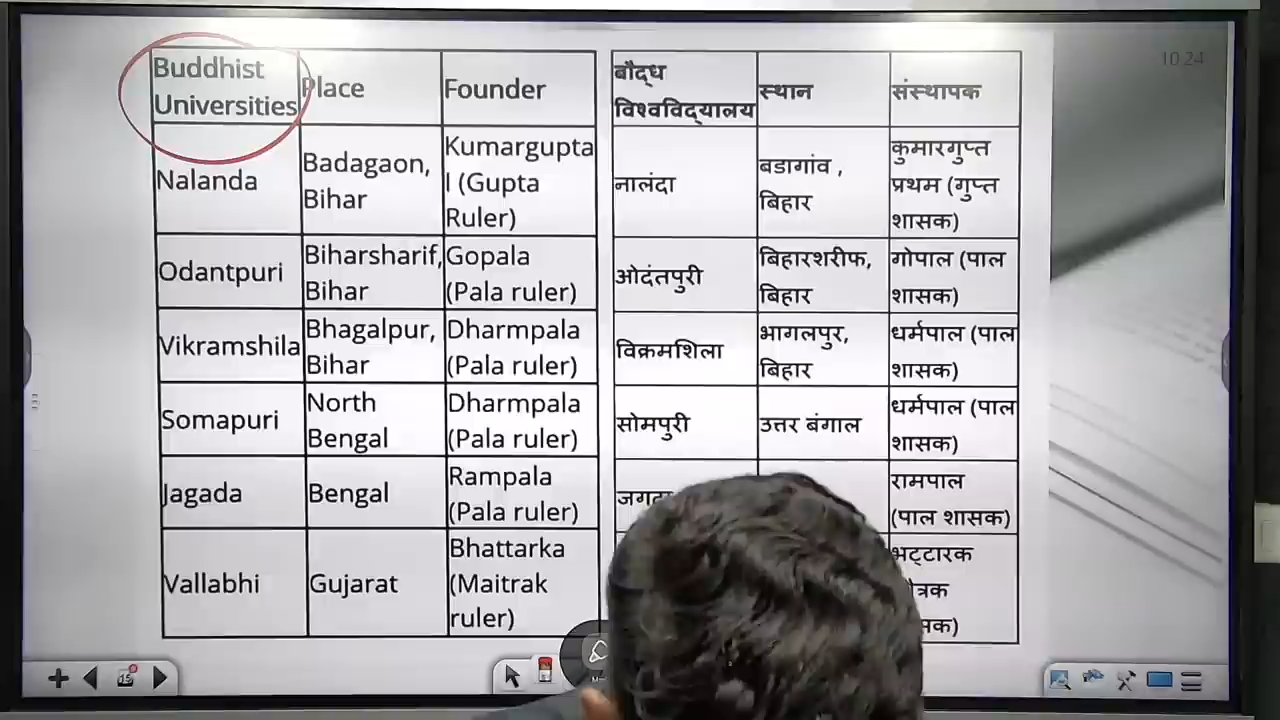 10:24
Buddhist
Universities
Place
Founder
Nalanda
Badagaon,
Bihar
Kumargupta
I (Gupta
Ruler)
Odantpuri
Biharsharif,
Bihar
Gopala
(Pala ruler)
Vikramshila
Bhagalpur,
Bihar
Dharmpala
(Pala ruler)
Somapuri
North
Bengal
Dharmpala
(Pala ruler)
Jagada
Bengal
Rampala
(Pala ruler)
Vallabhi
Gujarat
Bhattarka
(Maitrak
ruler)
बौद्ध
विश्वविद्यालय
स्थान
संस्थापक
नालंदा
बडागांव ,
बिहार
कुमारगुप्त
प्रथम (गुप्त
शासक)
ओदंतपुरी
बिहारशरीफ,
बिहार
गोपाल (पाल
शासक)
विक्रमशिला
भागलपुर,
बिहार
धर्मपाल (पाल
शासक)
सोमपुरी
उत्तर बंगाल
धर्मपाल (पाल
शासक)
रामपाल
(पाल शासक)
भट्टारक
15